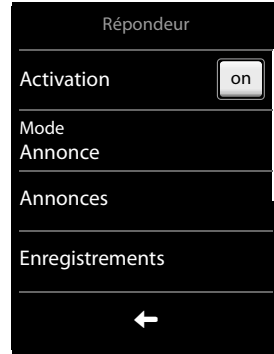 Répondeur
Activation
on
Mode
Annonce
Annonces
Enregistrements